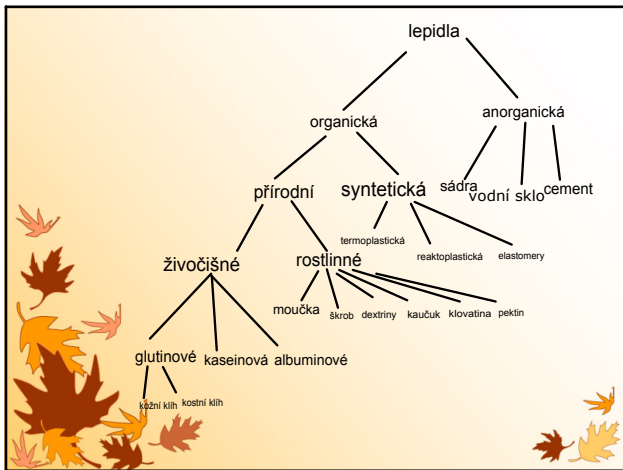 lepidla
organická
anorganická
přírodní
syntetická
sádra
vodní sklo
cement
termoplastická
reaktoplastická
elastomery
živočišné
rostlinné
moučka
škrob
dextriny
kaučuk
klovatina
pektin
glutinové
kaseinová
albuminové
kožní klíh
kostní klíh